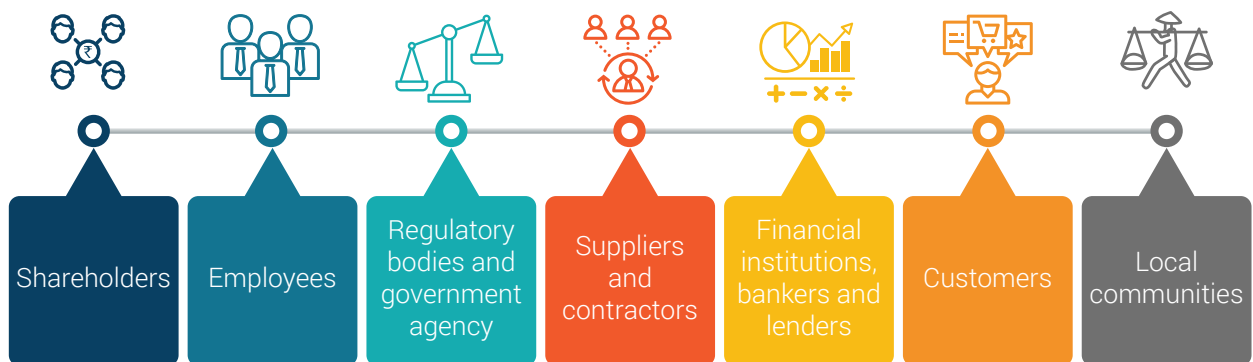 ₹
Shareholders
Employees
Regulatory
bodies and
government
agency
Suppliers
and
contractors
Financial
institutions,
bankers and
lenders
Customers
Local
communities